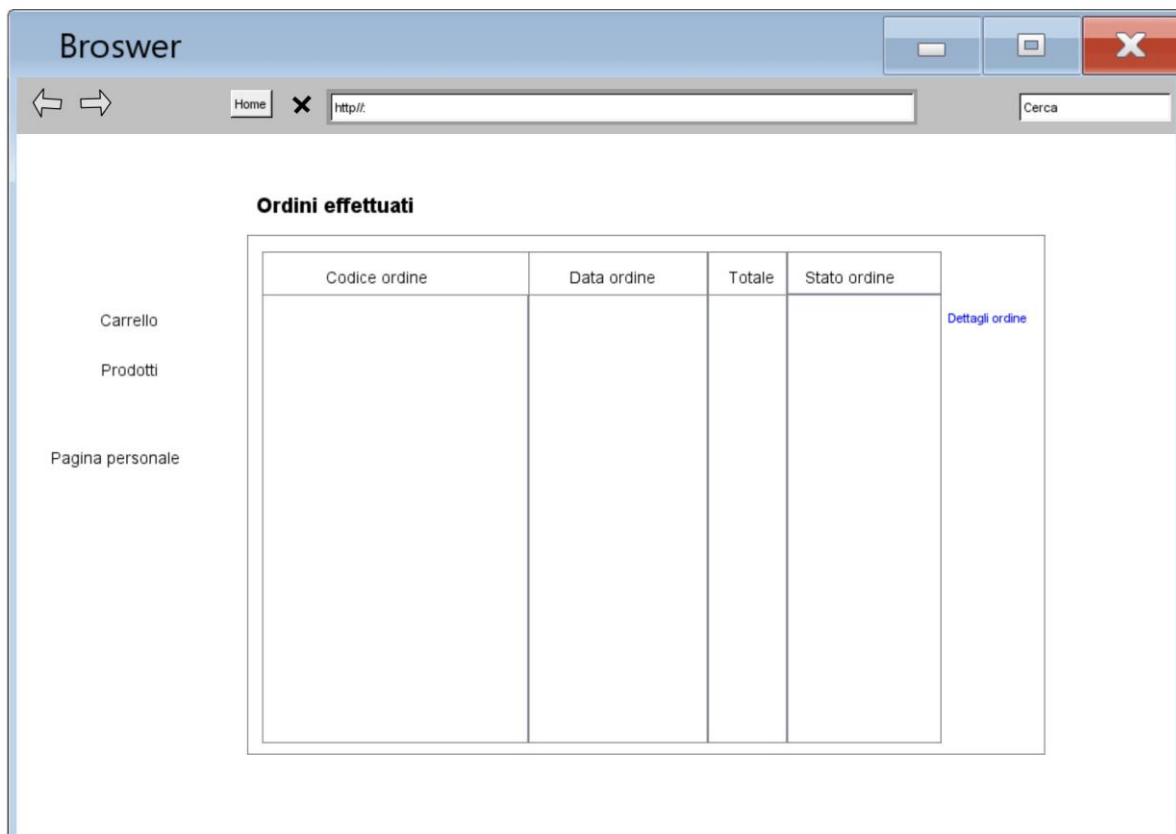 Broswer
Home
http//:
Cerca
Ordini effettuati
Codice ordine Data ordine Totale Stato ordine
Carrello
Dettagli ordine
Prodotti
Pagina personale